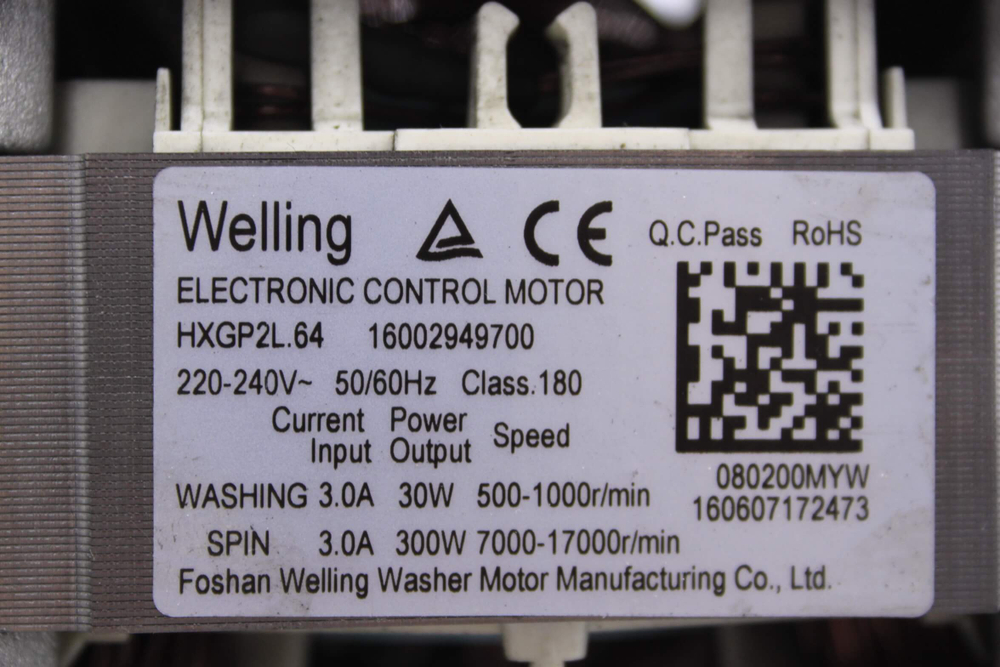 Welling CE Q.C.Pass RoHS
ELECTRONIC CONTROL MOTOR
HXGP2L.64 16002949700
220-240V~ 50/60Hz Class.180
Current Power Speed
Input Output
WASHING 3.0A 30W 500-1000r/min
SPIN 3.0A 300W 7000-17000r/min
080200MYW
160607172473
Foshan Welling Washer Motor Manufacturing Co., Ltd.